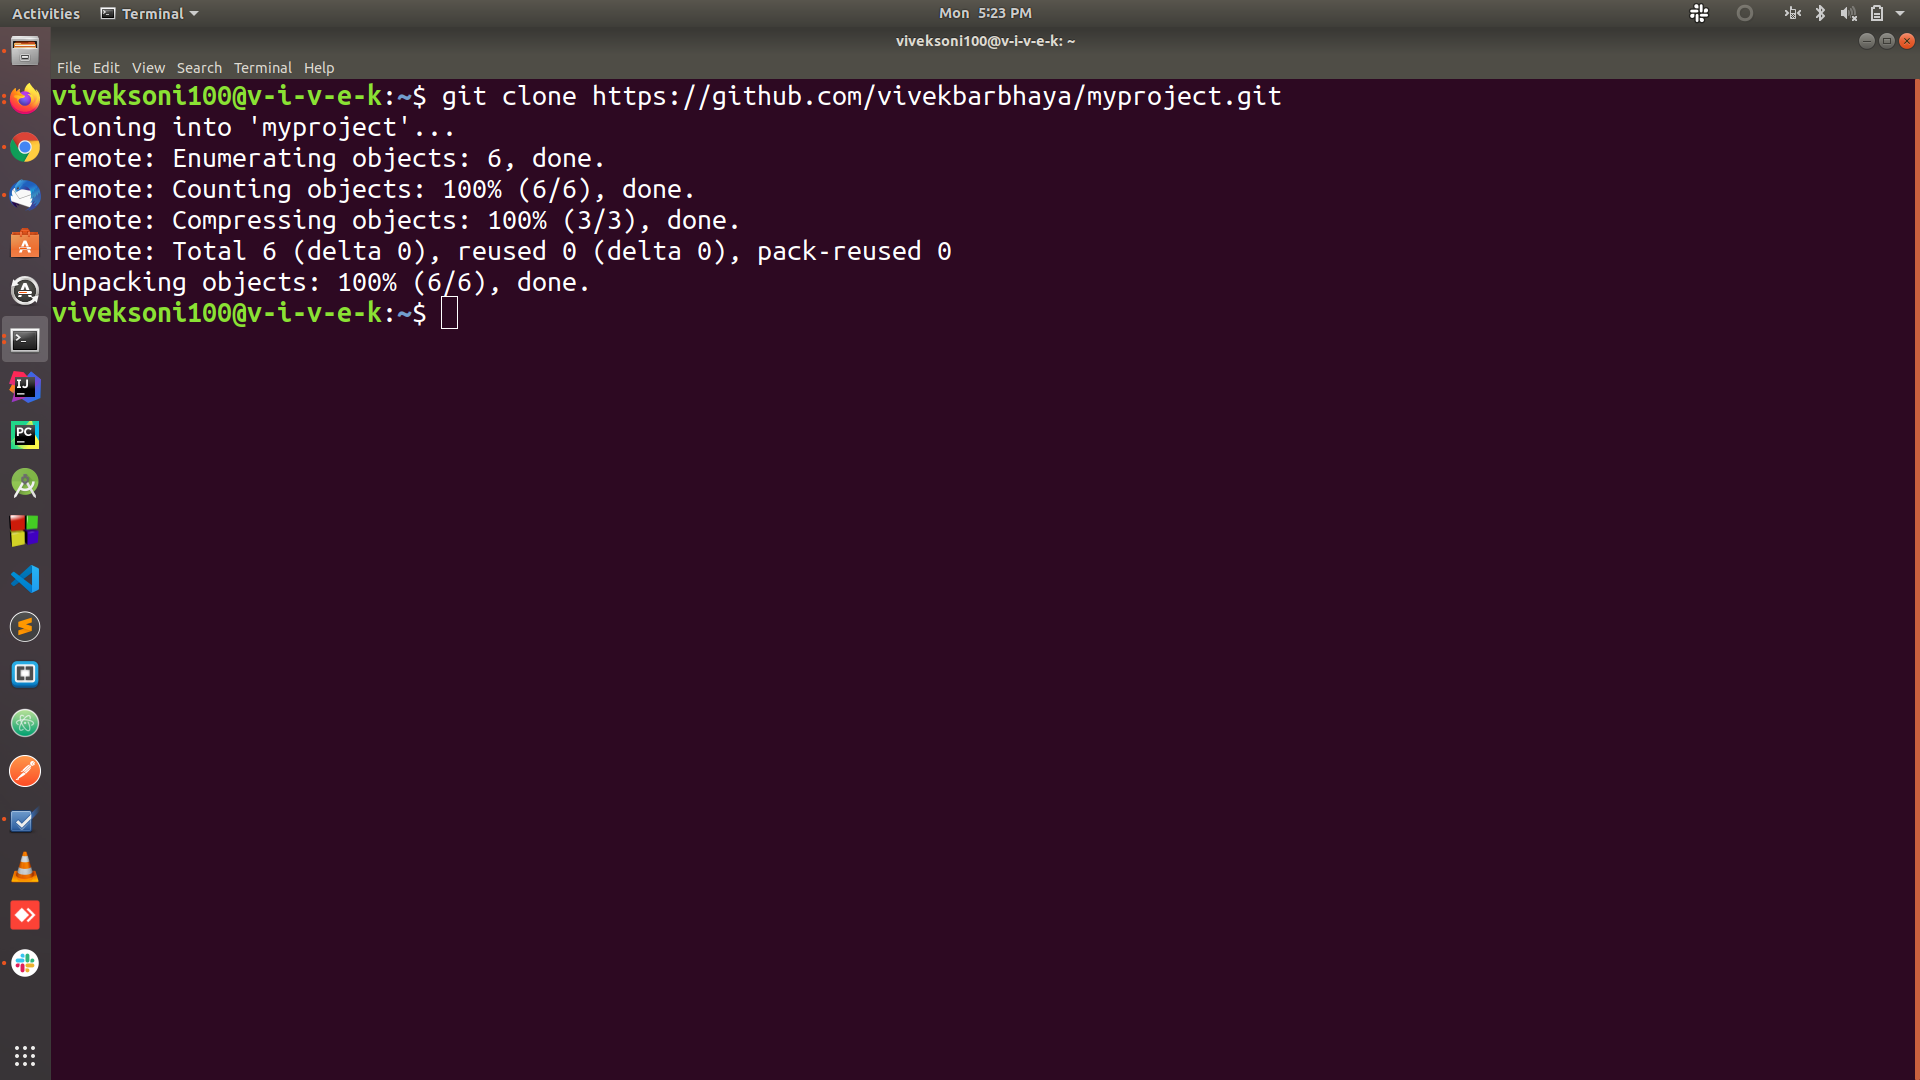 Activities Terminal Mon 5:23 PM
viveksoni100@v-i-v-e-k: ~
File Edit View Search Terminal Help
viveksoni100@v-i-v-e-k:~$ git clone https://github.com/vivekbarbhaya/myproject.git
Cloning into 'myproject'...
remote: Enumerating objects: 6, done.
remote: Counting objects: 100% (6/6), done.
remote: Compressing objects: 100% (3/3), done.
remote: Total 6 (delta 0), reused 0 (delta 0), pack-reused 0
Unpacking objects: 100% (6/6), done.
viveksoni100@v-i-v-e-k:~$
IJ
PC